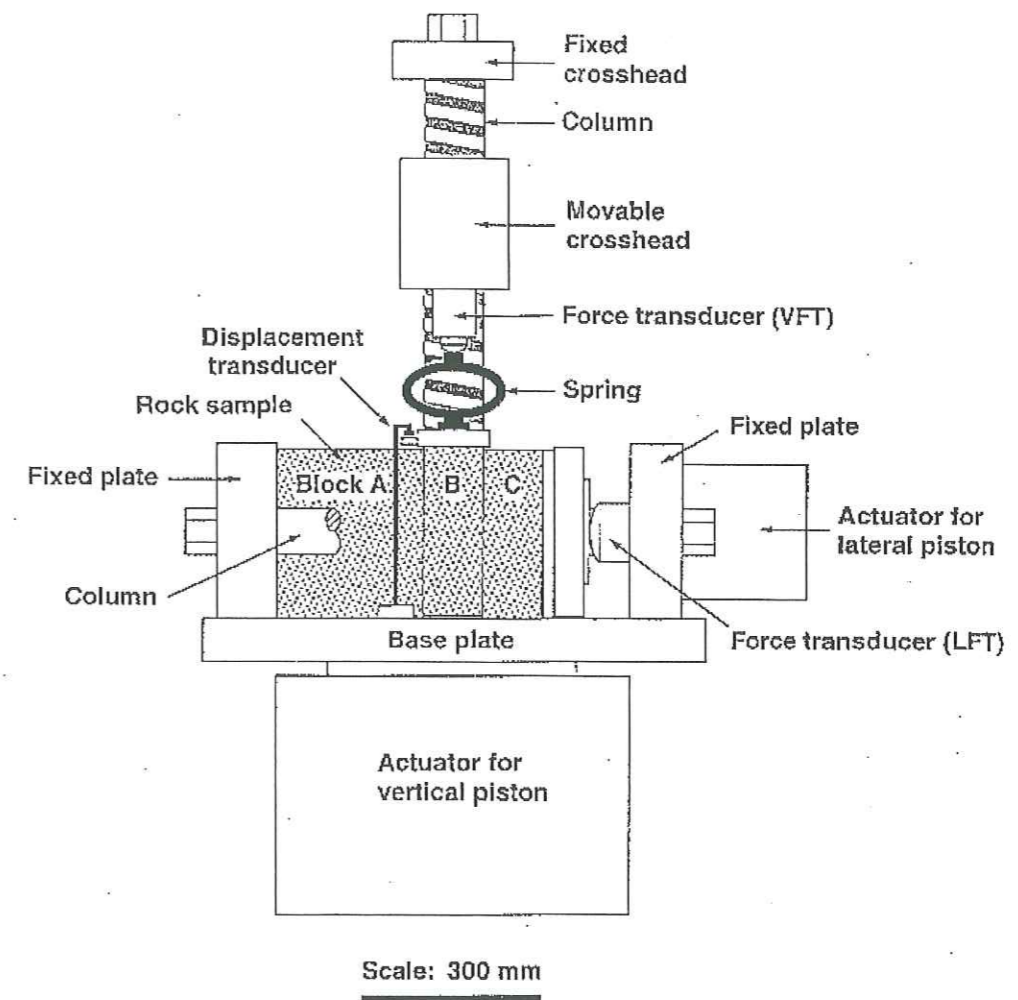 Fixed
crosshead
Column
Movable
crosshead
Force transducer (VFT)
Displacement
transducer
Spring
Rock sample
Fixed plate
Fixed plate
Block A
B
C
Actuator for
lateral piston
Column
Base plate
Force transducer (LFT)
Actuator for
vertical piston
Scale: 300 mm